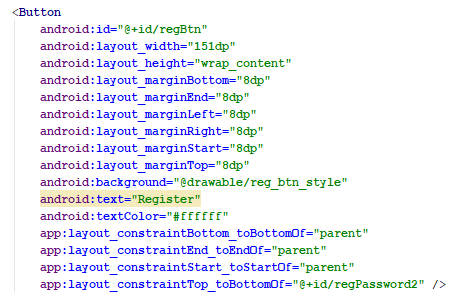 <Button
android:id="@+id/regBtn"
android:layout_width="151dp"
android:layout_height="wrap_content"
android:layout_marginBottom="8dp"
android:layout_marginEnd="8dp"
android:layout_marginLeft="8dp"
android:layout_marginRight="8dp"
android:layout_marginStart="8dp"
android:layout_marginTop="8dp"
android:background="@drawable/reg_btn_style"
android:text="Register"
android:textColor="#ffffff"
app:layout_constraintBottom_toBottomOf="parent"
app:layout_constraintEnd_toEndOf="parent"
app:layout_constraintStart_toStartOf="parent"
app:layout_constraintTop_toBottomOf="@+id/regPassword2" />